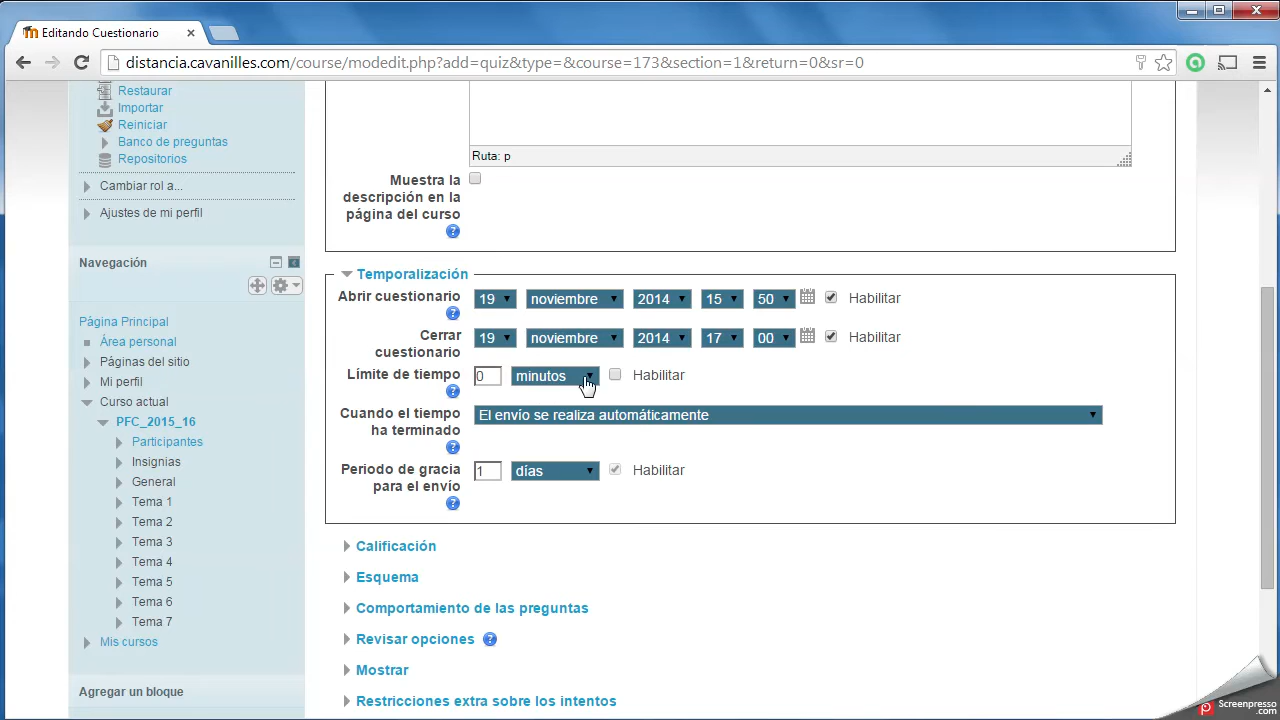 Editando Cuestionario
distancia.cavanilles.com/course/modedit.php?add=quiz&type=&course=173&section=1&return=0&sr=0
Restaurar
Importar
Reiniciar
Banco de preguntas
Repositorios
Cambiar rol a...
Ajustes de mi perfil
Navegación
Página Principal
Área personal
Páginas del sitio
Mi perfil
Curso actual
PFC_2015_16
Participantes
Insignias
General
Tema 1
Tema 2
Tema 3
Tema 4
Tema 5
Tema 6
Tema 7
Mis cursos
Agregar un bloque
Ruta: p
Muestra la
descripción en la
página del curso
Temporalización
Abrir cuestionario 19 noviembre 2014 15 50 Habilitar
Cerrar
cuestionario 19 noviembre 2014 17 00 Habilitar
Límite de tiempo 0 minutos Habilitar
Cuando el tiempo
ha terminado El envío se realiza automáticamente
Periodo de gracia
para el envío 1 días Habilitar
Calificación
Esquema
Comportamiento de las preguntas
Revisar opciones
Mostrar
Restricciones extra sobre los intentos
Screenpresso
.com